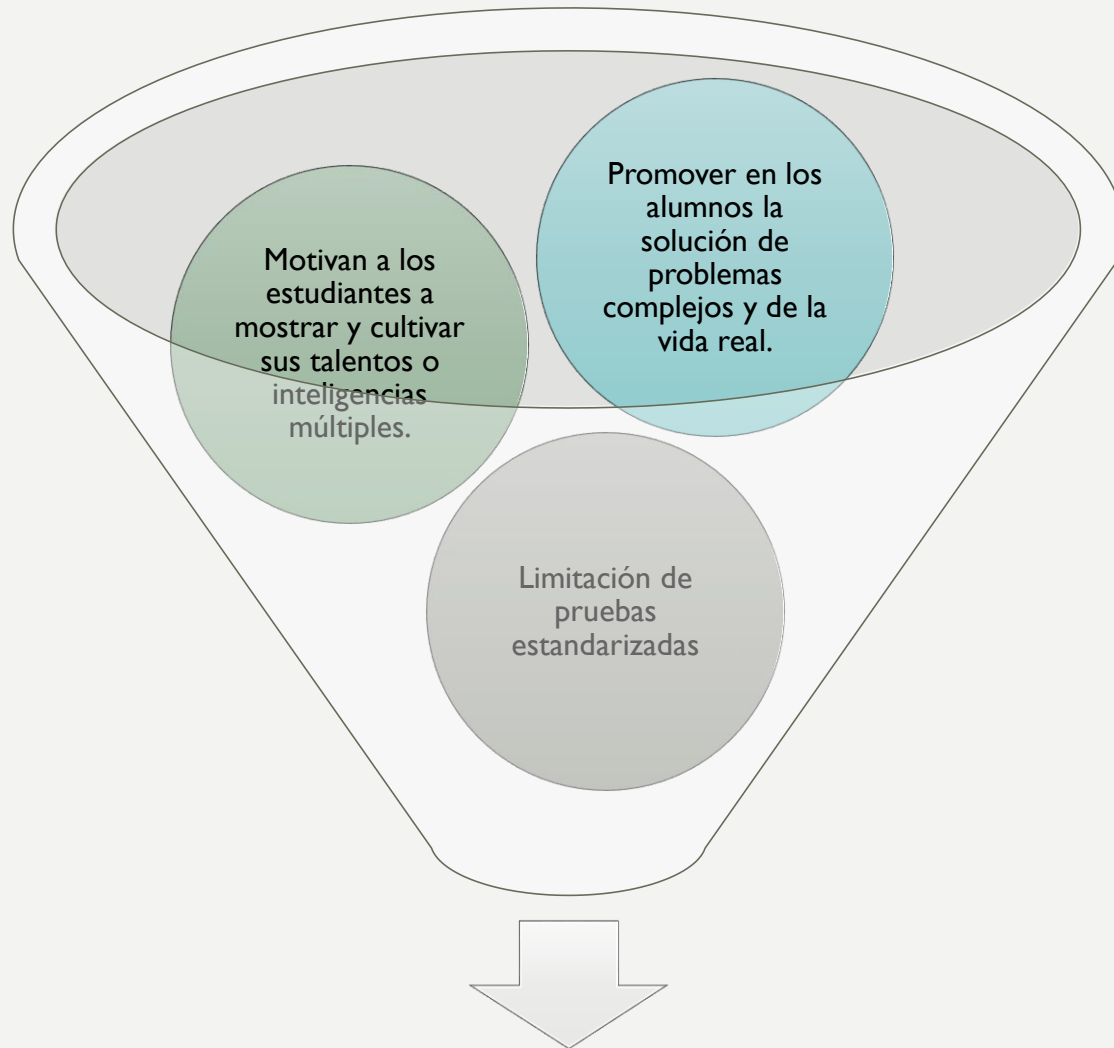 Motivan a los
estudiantes a
mostrar y cultivar
sus talentos o
inteligencias
múltiples.
Promover en los
alumnos la
solución de
problemas
complejos y de la
vida real.
Limitación de
pruebas
estandarizadas